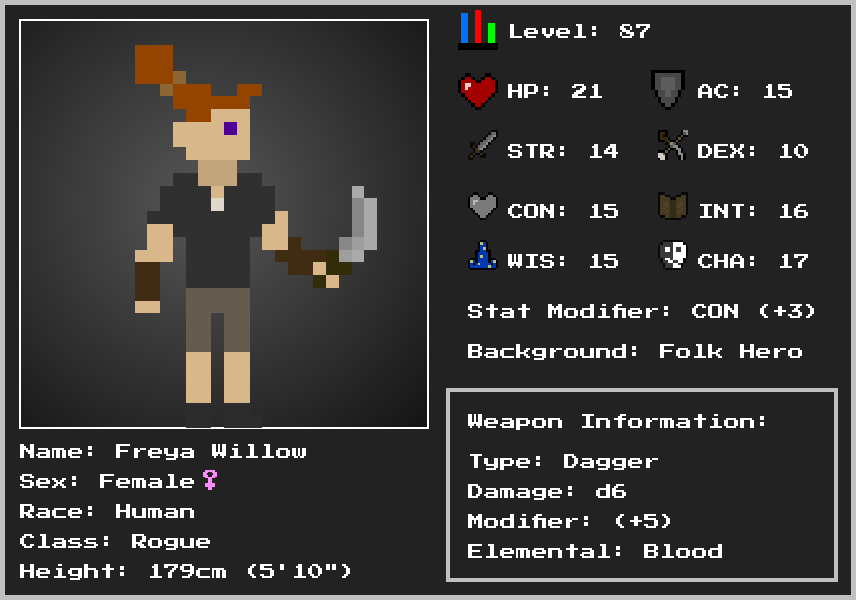 Level: 87
HP: 21
AC: 15
STR: 14
DEX: 10
CON: 15
INT: 16
WIS: 15
CHA: 17
Stat Modifier: CON (+3)
Background: Folk Hero
Weapon Information:
Type: Dagger
Damage: d6
Modifier: (+5)
Elemental: Blood
Name: Freya Willow
Sex: Female♀
Race: Human
Class: Rogue
Height: 179cm (5'10")